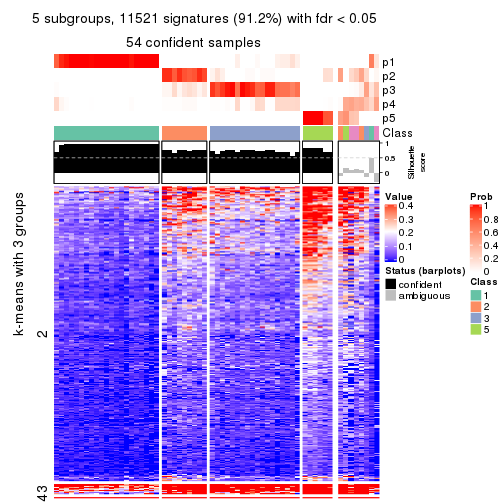 5 subgroups, 11521 signatures (91.2%) with fdr < 0.05
54 confident samples
p1
p2
p3
p4
p5
Class
1
0.5
0
Silhouette
score
k-means with 3 groups
2
3
4
Value
0.4
0.3
0.2
0.1
0
Status (barplots)
confident
ambiguous
Prob
1
0.8
0.6
0.4
0.2
0
Class
1
2
3
5